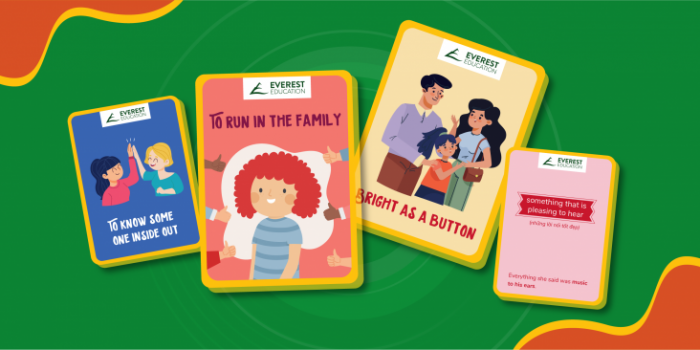 EVEREST
EDUCATION
TO KNOW SOME
ONE INSIDE OUT
EVEREST
EDUCATION
TO RUN IN THE FAMILY
EVEREST
EDUCATION
BRIGHT AS A BUTTON
EVEREST
EDUCATION
something that is
pleasing to hear
Everything she said was music
to his ears.